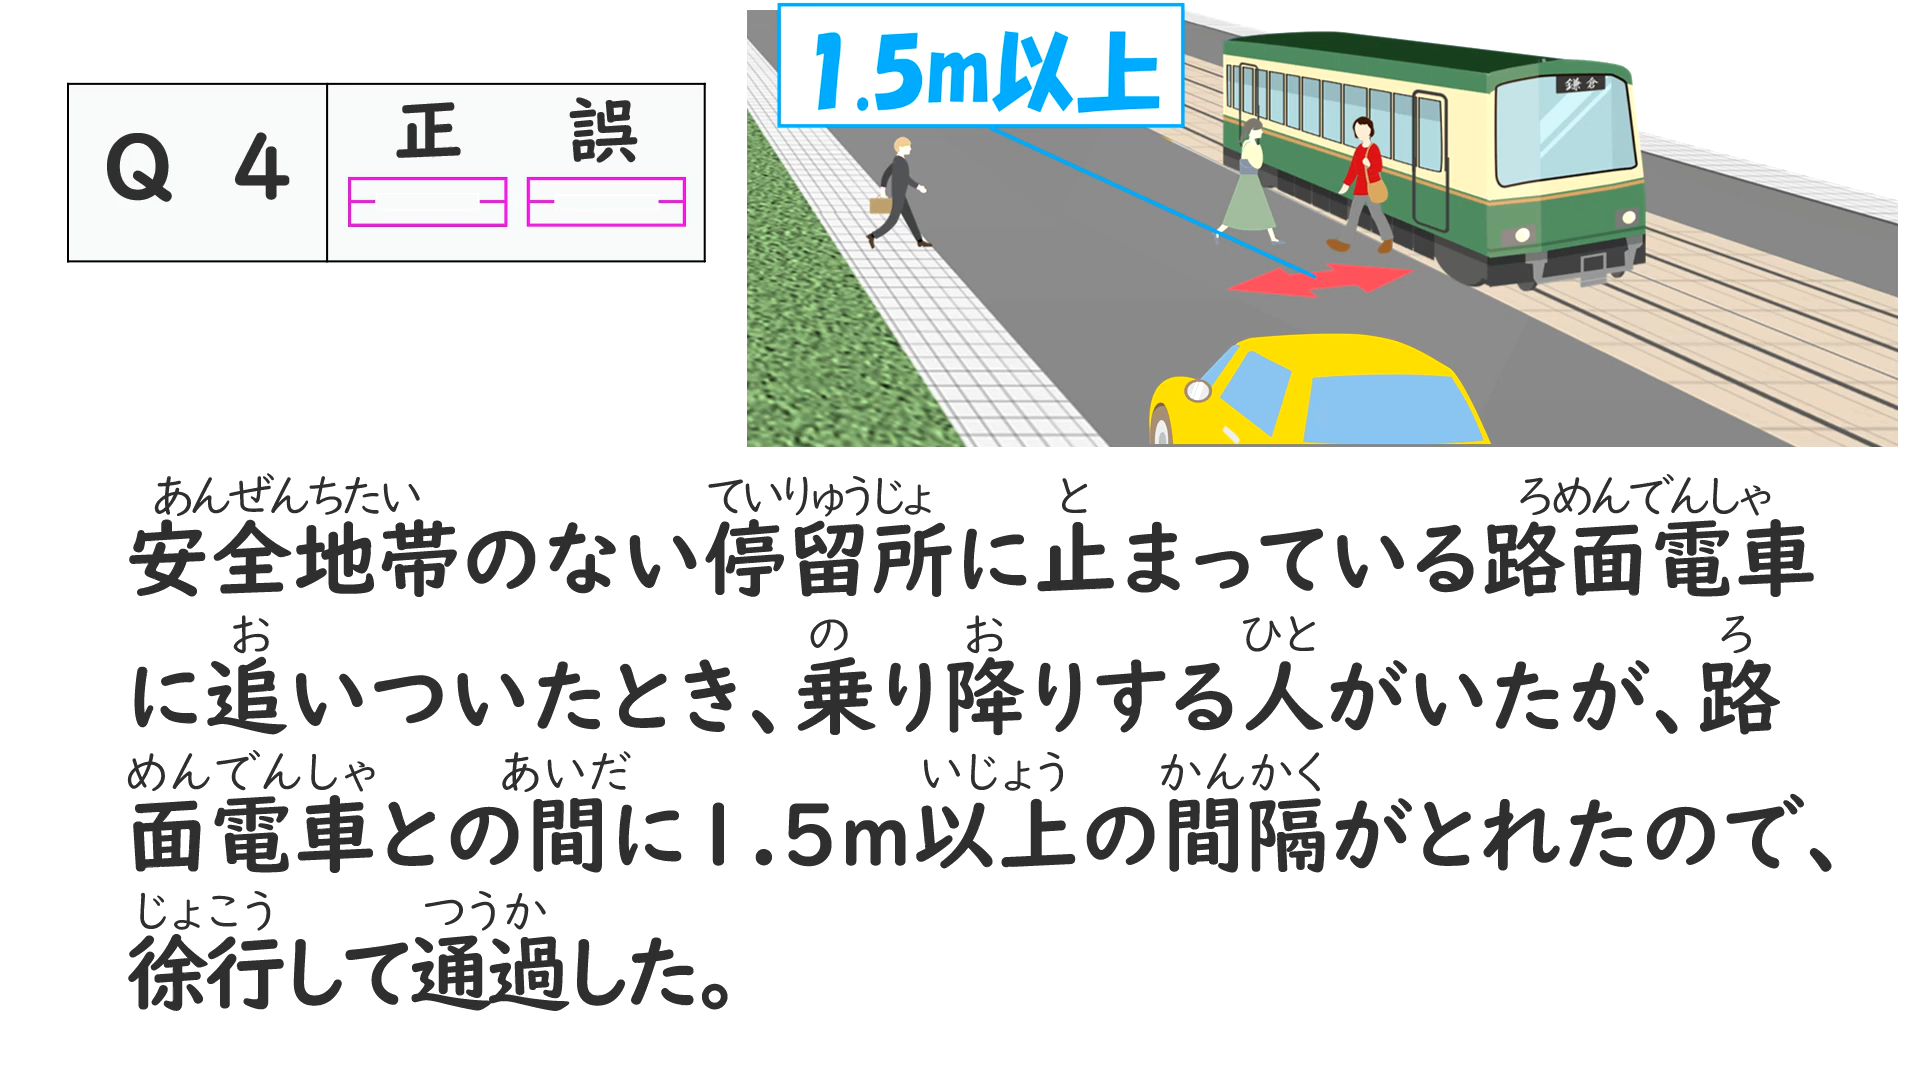 Q 4
正 誤
1.5m以上
鎌倉
あんぜんちたい ていりゅうじょ と ろめんでんしゃ
安全地帯のない停留所に止まっている路面電車
お の お ひと ろ
に追いついたとき、乗り降りする人がいたが、路
めんでんしゃ あいだ いじょう かんかく
面電車との間に1.5m以上の間隔がとれたので、
じょこう つうか
徐行して通過した。